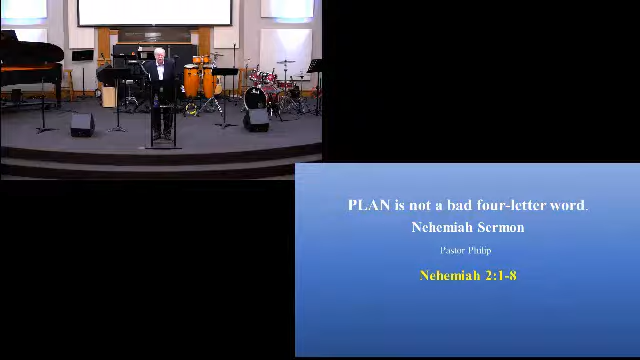 PLAN is not a bad four-letter word.
Nehemiah Sermon
Pastor Philip
Nehemiah 2:1-8